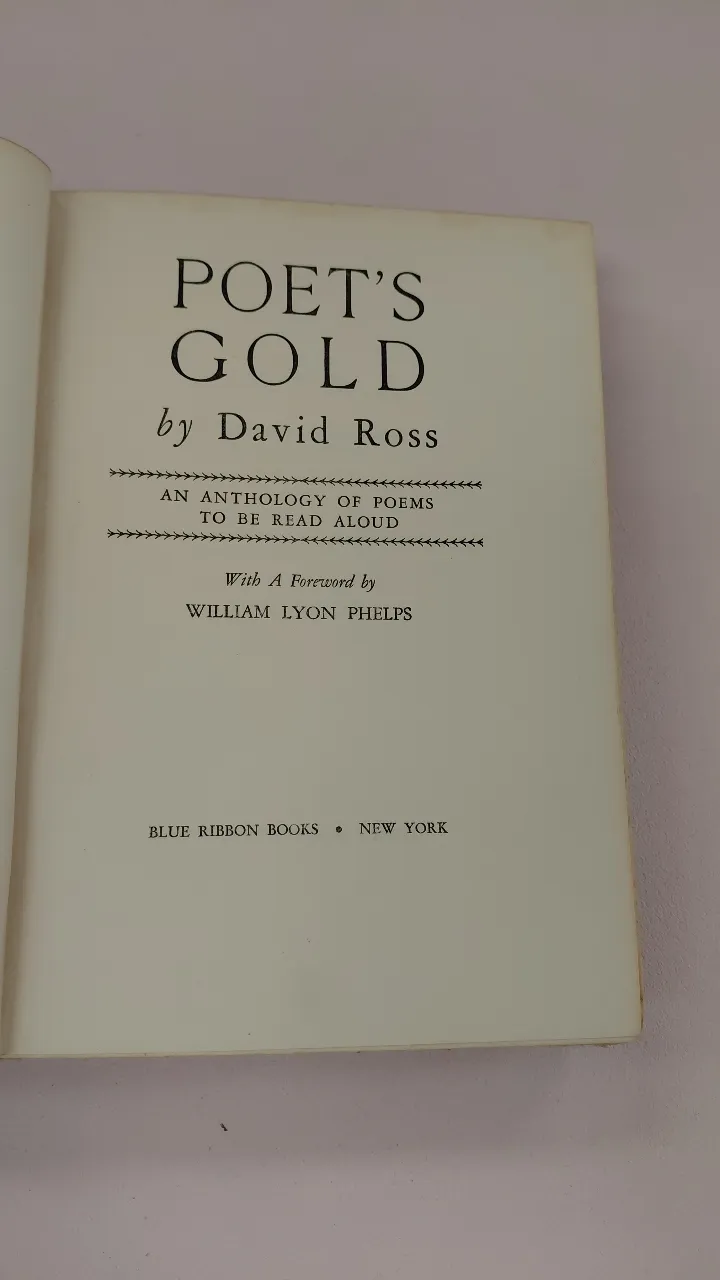 POET'S
GOLD
by David Ross
AN ANTHOLOGY OF POEMS
TO BE READ ALOUD
With A Foreword by
WILLIAM LYON PHELPS
BLUE RIBBON BOOKS • NEW YORK